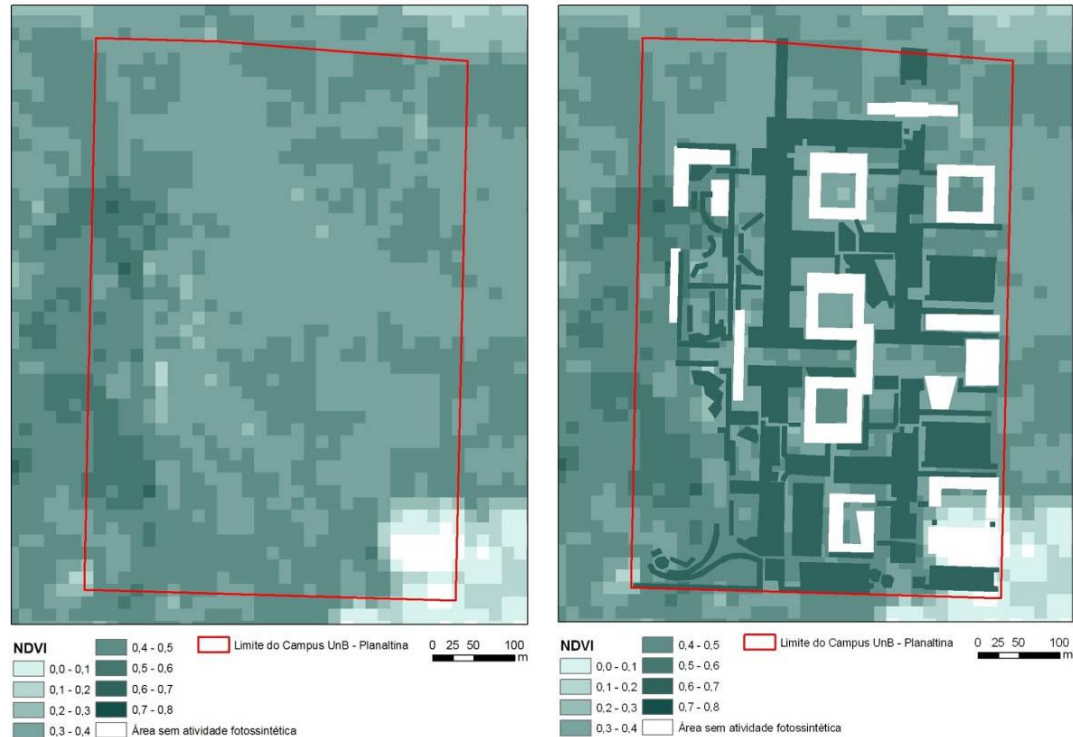 NDVI
0,0 - 0,1
0,1 - 0,2
0,2 - 0,3
0,3 - 0,4
0,4 - 0,5
0,5 - 0,6
0,6 - 0,7
0,7 - 0,8
Área sem atividade fotossintética
Limite do Campus UnB - Planaltina
0 25 50 100
m
NDVI
0,0 - 0,1
0,1 - 0,2
0,2 - 0,3
0,3 - 0,4
0,4 - 0,5
0,5 - 0,6
0,6 - 0,7
0,7 - 0,8
Área sem atividade fotossintética
Limite do Campus UnB - Planaltina
0 25 50 100
m